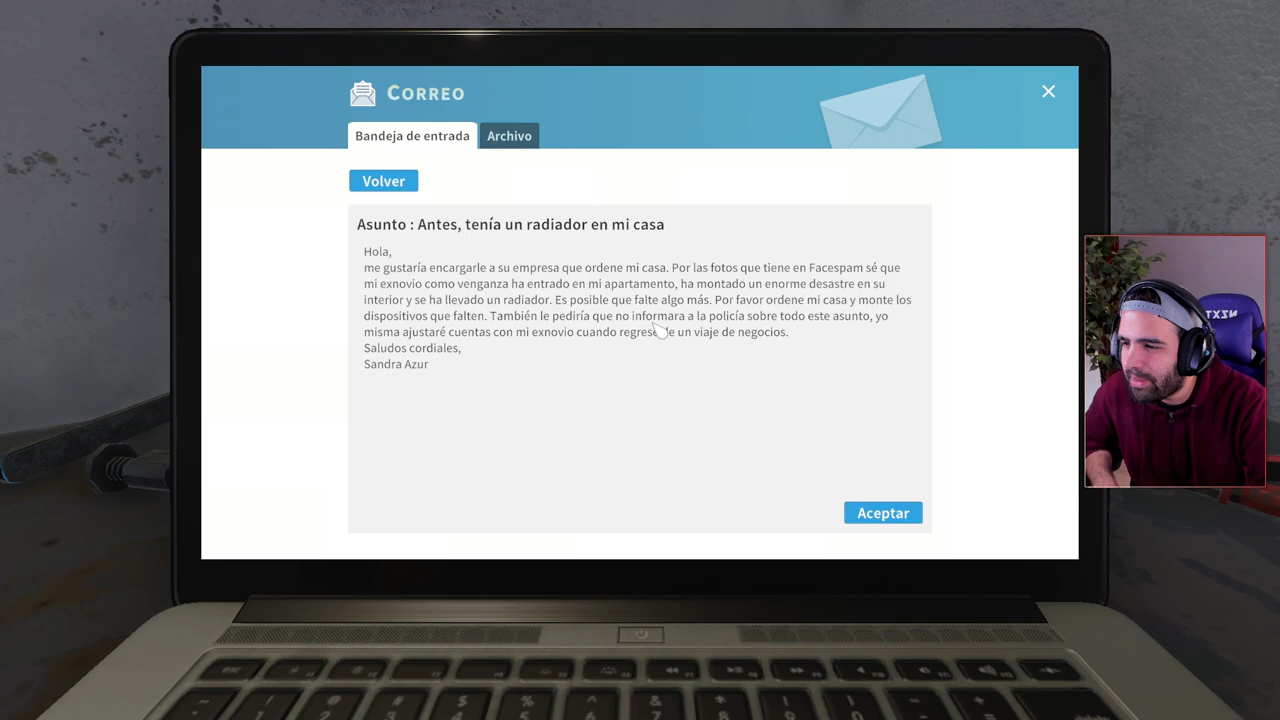 CORREO
Bandeja de entrada
Archivo
Volver
Asunto : Antes, tenía un radiador en mi casa
Hola,
me gustaría encargarle a su empresa que ordene mi casa. Por las fotos que tiene en Facespam sé que
mi exnovio como venganza ha entrado en mi apartamento, ha montado un enorme desastre en su
interior y se ha llevado un radiador. Es posible que falte algo más. Por favor ordene mi casa y monte los
dispositivos que falten. También le pediría que no informara a la policía sobre todo este asunto, yo
misma ajustaré cuentas con mi exnovio cuando regrese de un viaje de negocios.
Saludos cordiales,
Sandra Azur
Aceptar
esc